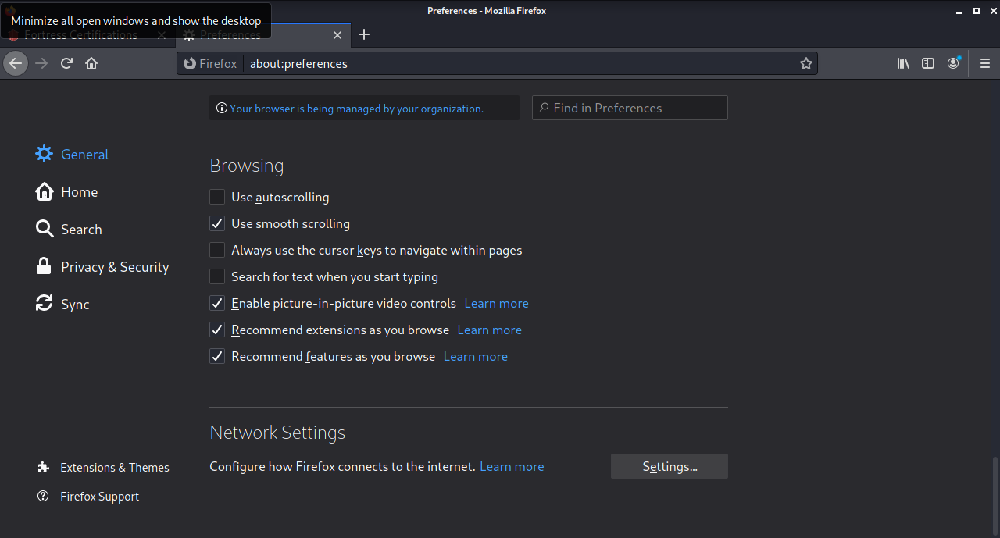 Preferences - Mozilla Firefox
Minimize all open windows and show the desktop
Fortress Certifications
Preferences
Firefox
about:preferences
Your browser is being managed by your organization.
Find in Preferences
General
Home
Search
Privacy & Security
Sync
Extensions & Themes
Firefox Support
Browsing
Use autoscrolling
Use smooth scrolling
Always use the cursor keys to navigate within pages
Search for text when you start typing
Enable picture-in-picture video controls Learn more
Recommend extensions as you browse Learn more
Recommend features as you browse Learn more
Network Settings
Configure how Firefox connects to the internet. Learn more
Settings...